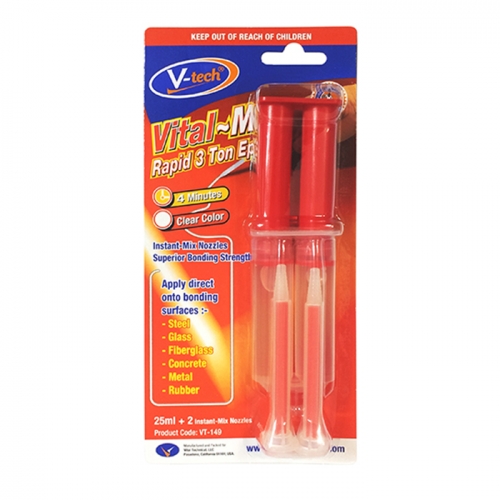 KEEP OUT OF REACH OF CHILDREN
V-tech®
Vital~M
Rapid 3 Ton Ep
4 Minutes
Clear Color
Instant-Mix Nozzles
Superior Bonding Strength
Apply direct
onto bonding
surfaces :-
- Steel
- Glass
- Fiberglass
- Concrete
- Metal
- Rubber
25ml + 2 Instant-Mix Nozzles
Product Code: VT-149
www